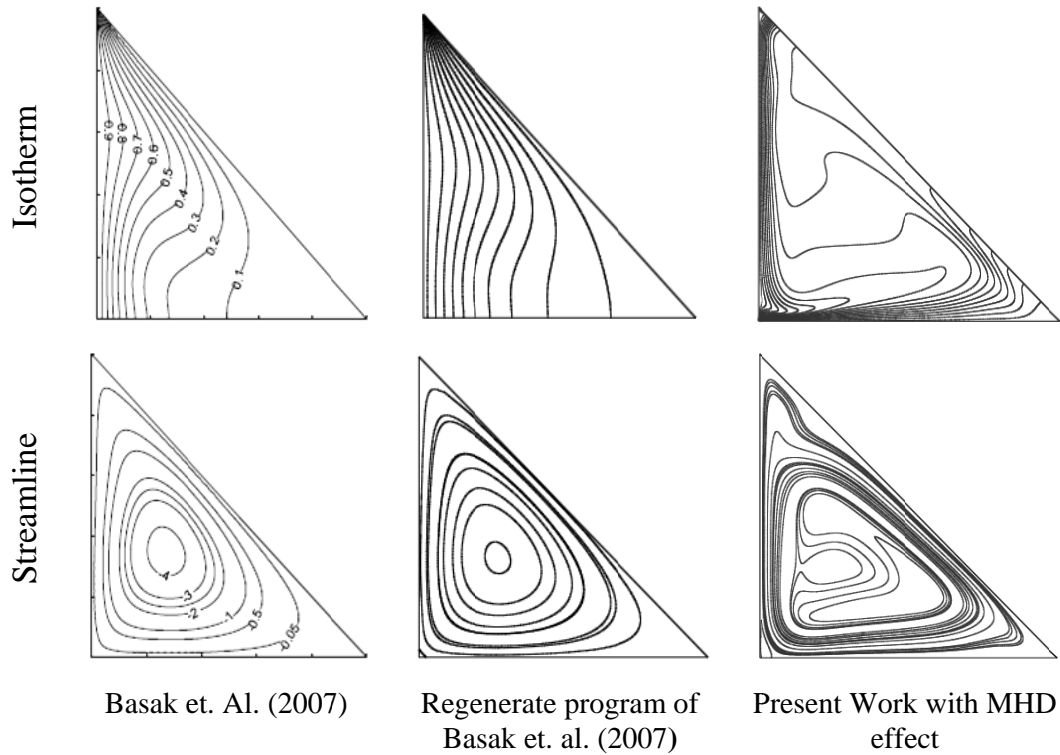 Isotherm
0.9
0.8
0.7
0.6
0.5
0.4
0.3
0.2
0.1
Streamline
-4
-3
-2
-1
-0.5
-0.05
Basak et. Al. (2007)
Regenerate program of
Basak et. al. (2007)
Present Work with MHD
effect